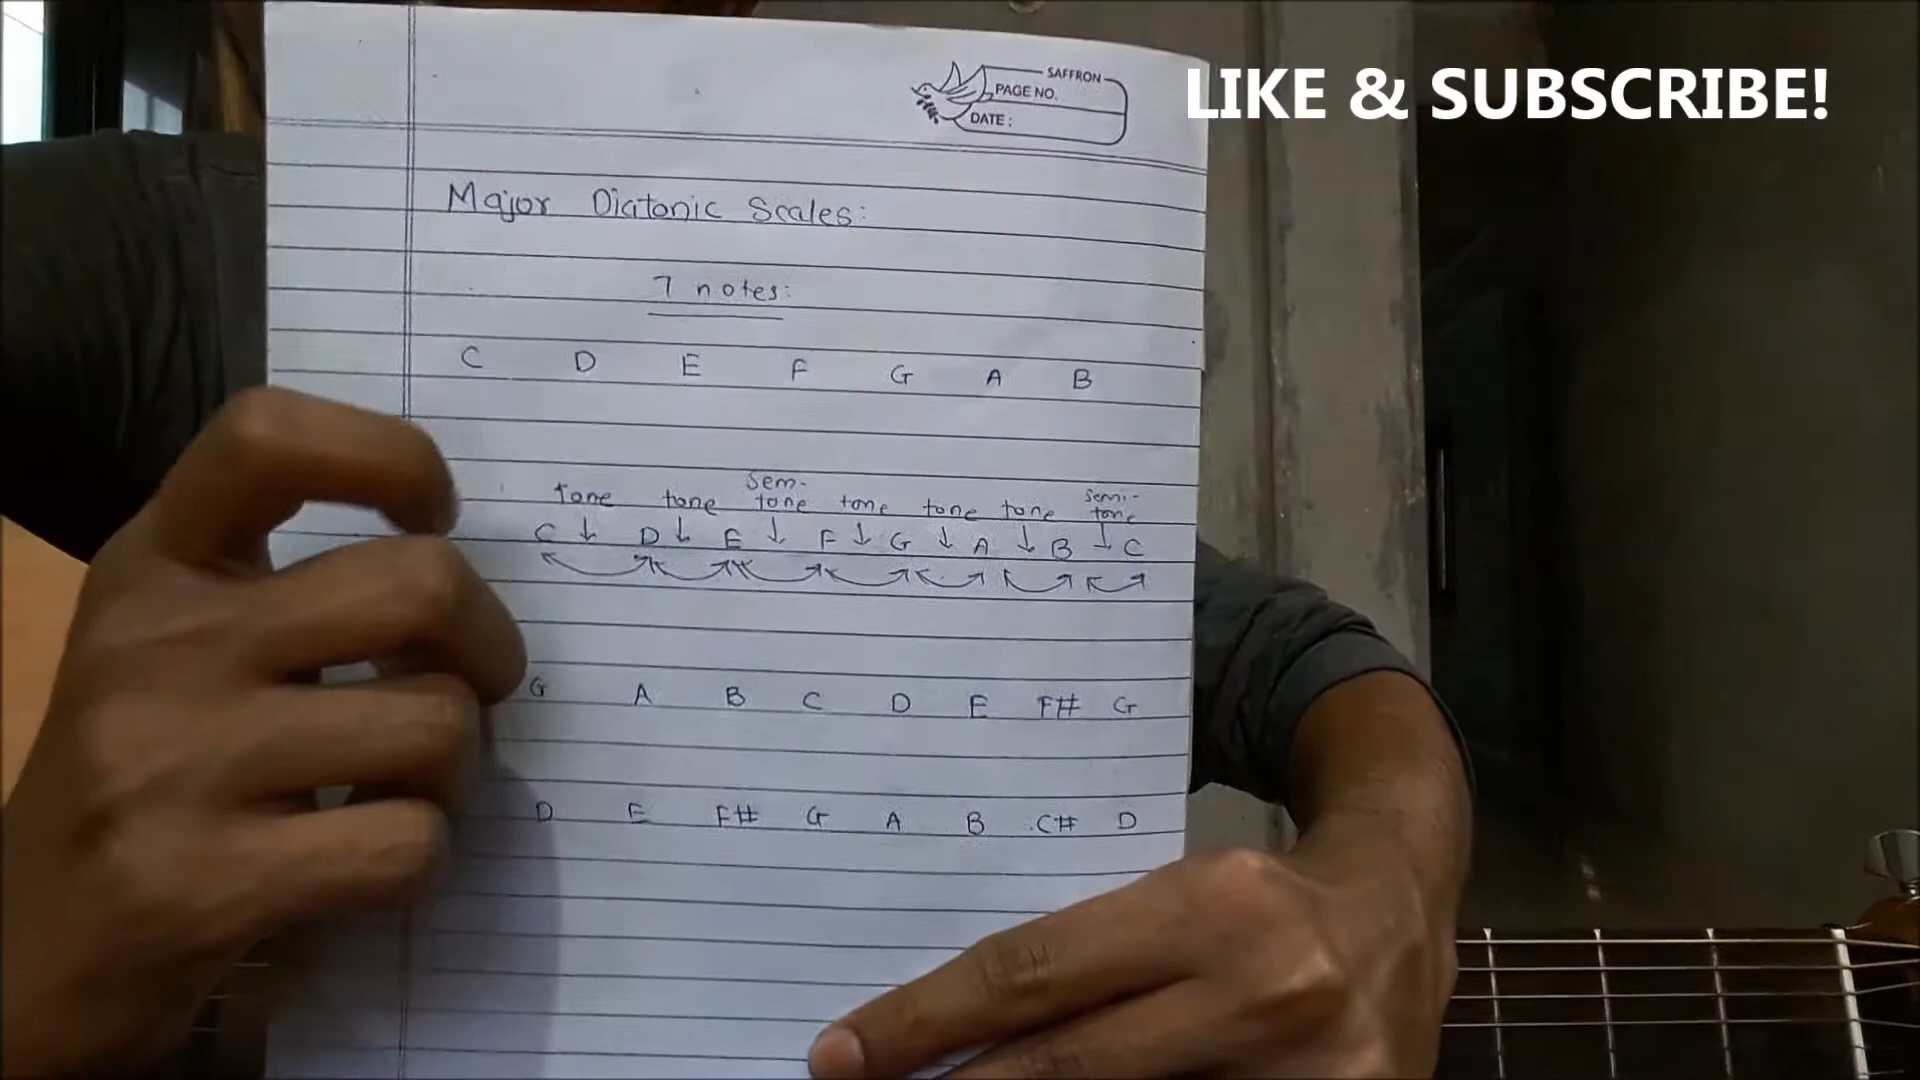 LIKE & SUBSCRIBE!
SAFFRON
PAGE NO.
DATE :
Major Diatonic Scales:
7 notes:
C D E F G A B
tone tone Sem- tone tone tone tone Semi- tone
C D E F G A B C
G A B C D E F# G
D E F# G A B C# D